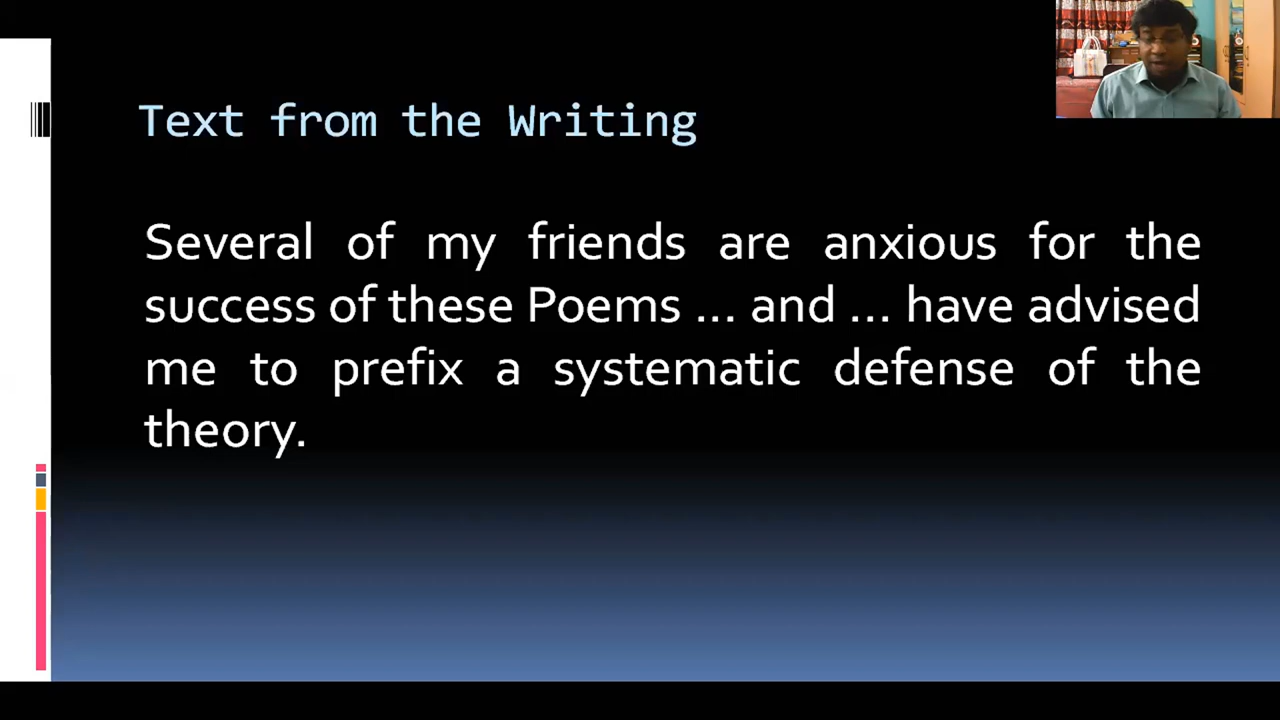 Text from the Writing
Several of my friends are anxious for the
success of these Poems ... and ... have advised
me to prefix a systematic defense of the
theory.